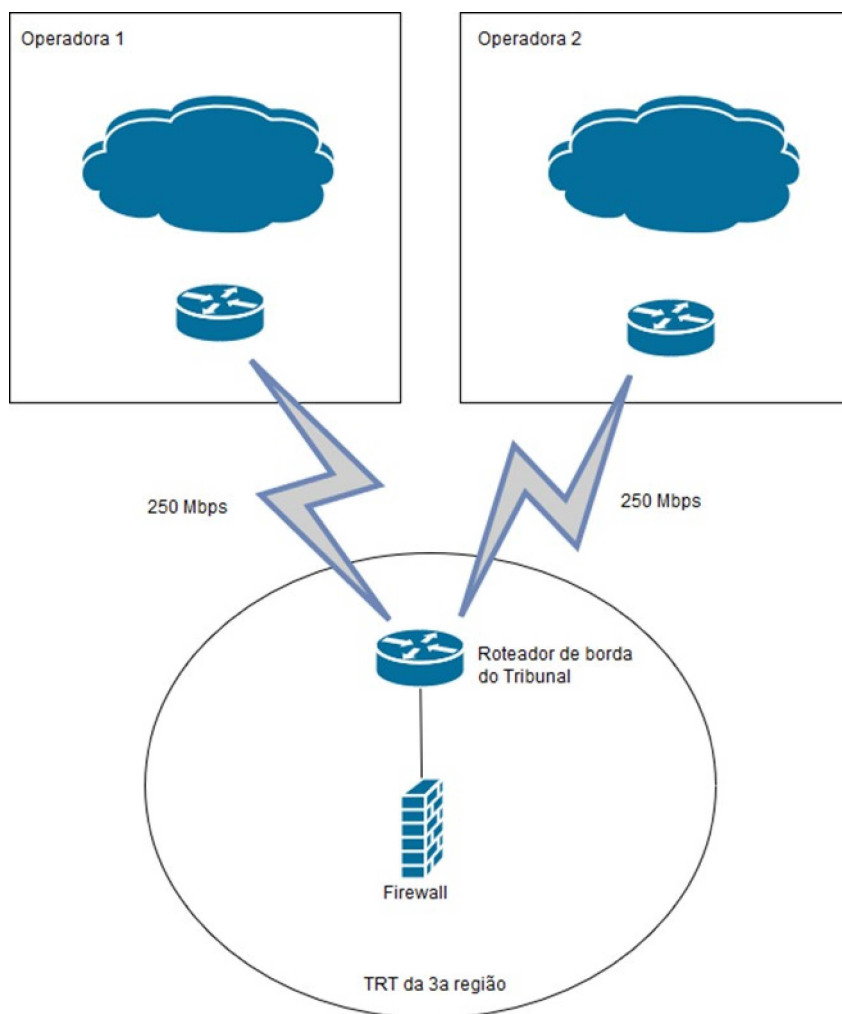 Operadora 1
Operadora 2
250 Mbps
250 Mbps
Roteador de borda
do Tribunal
Firewall
TRT da 3a região